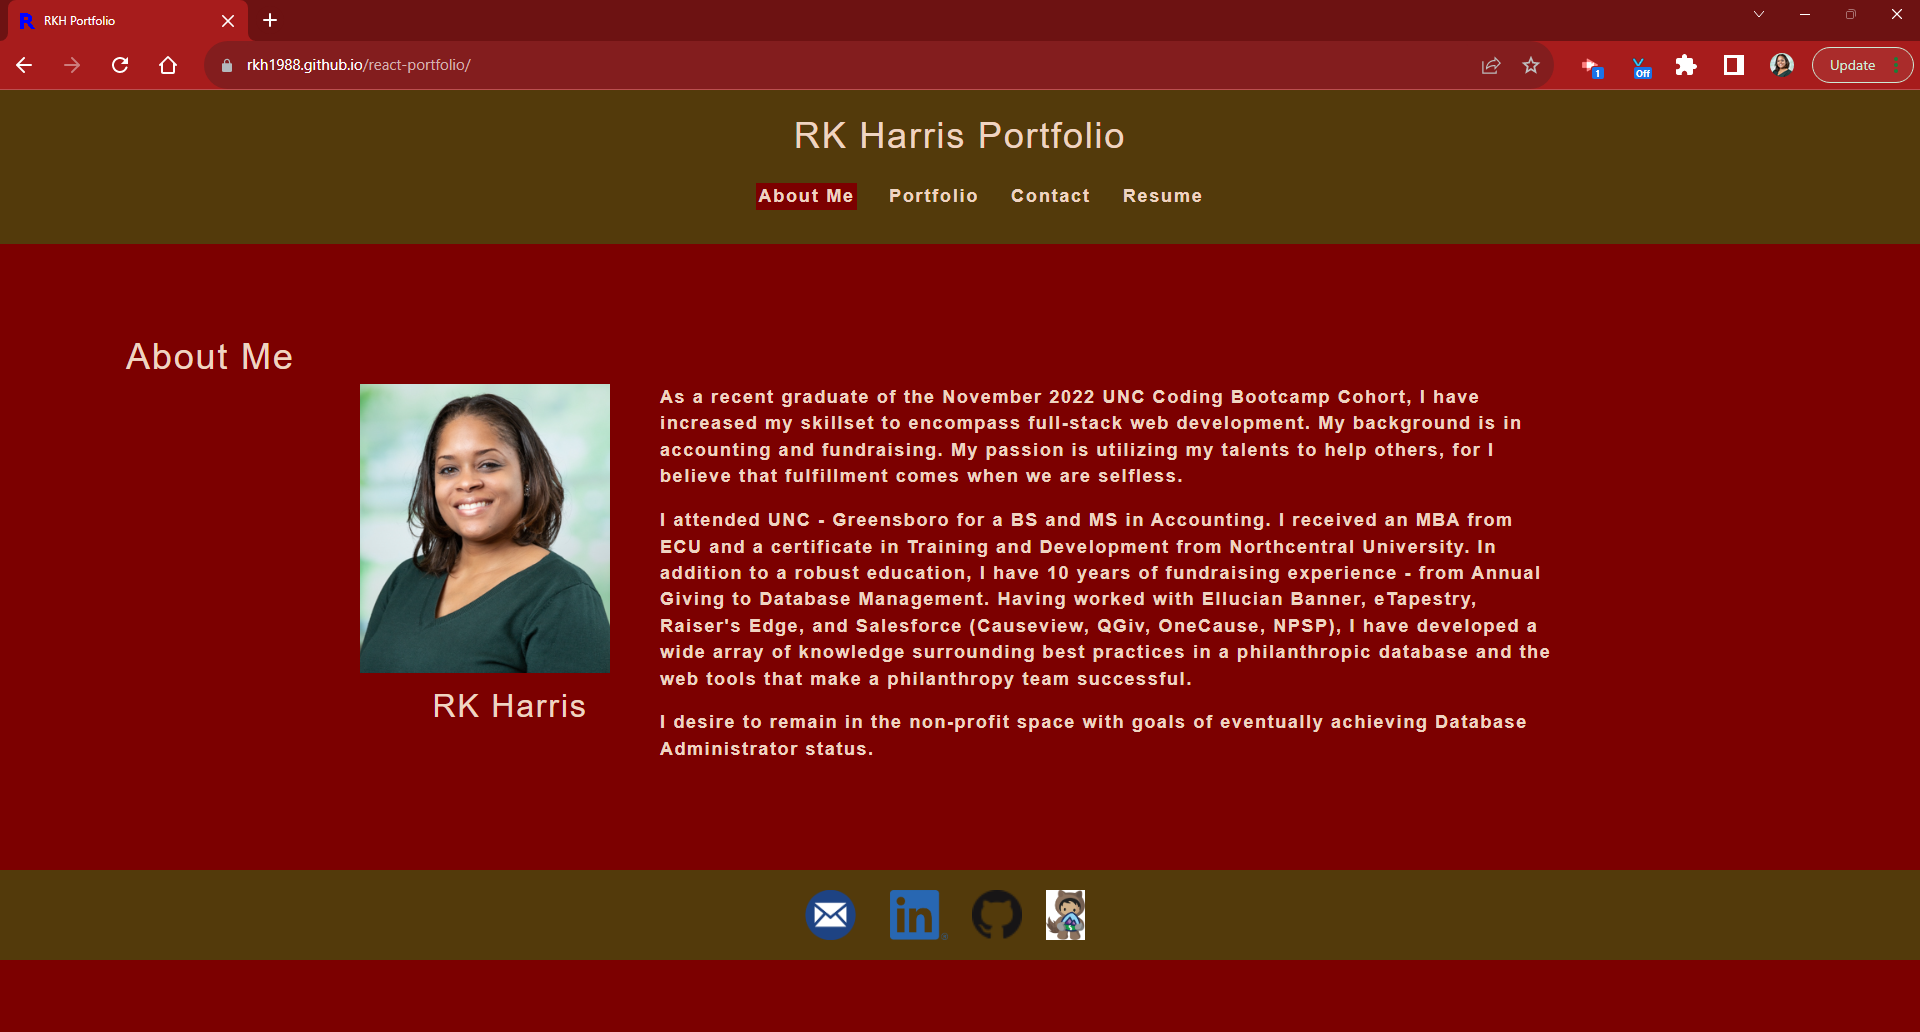 R RKH Portfolio
rkh1988.github.io/react-portfolio/
1
Off
Update
RK Harris Portfolio
About Me Portfolio Contact Resume
About Me
As a recent graduate of the November 2022 UNC Coding Bootcamp Cohort, I have
increased my skillset to encompass full-stack web development. My background is in
accounting and fundraising. My passion is utilizing my talents to help others, for I
believe that fulfillment comes when we are selfless.
I attended UNC - Greensboro for a BS and MS in Accounting. I received an MBA from
ECU and a certificate in Training and Development from Northcentral University. In
addition to a robust education, I have 10 years of fundraising experience - from Annual
Giving to Database Management. Having worked with Ellucian Banner, eTapestry,
Raiser's Edge, and Salesforce (Causeview, QGiv, OneCause, NPSP), I have developed a
wide array of knowledge surrounding best practices in a philanthropic database and the
web tools that make a philanthropy team successful.
I desire to remain in the non-profit space with goals of eventually achieving Database
Administrator status.
RK Harris
in